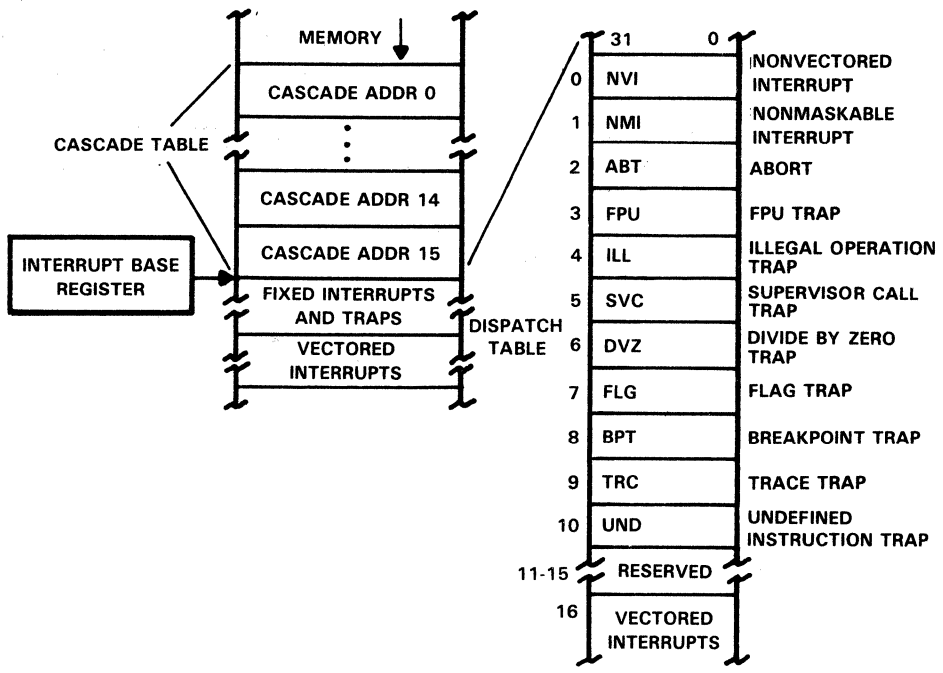 MEMORY
CASCADE ADDR 0
CASCADE TABLE
CASCADE ADDR 14
CASCADE ADDR 15
INTERRUPT BASE
REGISTER
FIXED INTERRUPTS
AND TRAPS
VECTORED
INTERRUPTS
DISPATCH
TABLE
31 0
0 NVI NONVECTORED
INTERRUPT
1 NMI NONMASKABLE
INTERRUPT
2 ABT ABORT
3 FPU FPU TRAP
4 ILL ILLEGAL OPERATION
TRAP
5 SVC SUPERVISOR CALL
TRAP
6 DVZ DIVIDE BY ZERO
TRAP
7 FLG FLAG TRAP
8 BPT BREAKPOINT TRAP
9 TRC TRACE TRAP
10 UND UNDEFINED
INSTRUCTION TRAP
11-15 RESERVED
16 VECTORED
INTERRUPTS